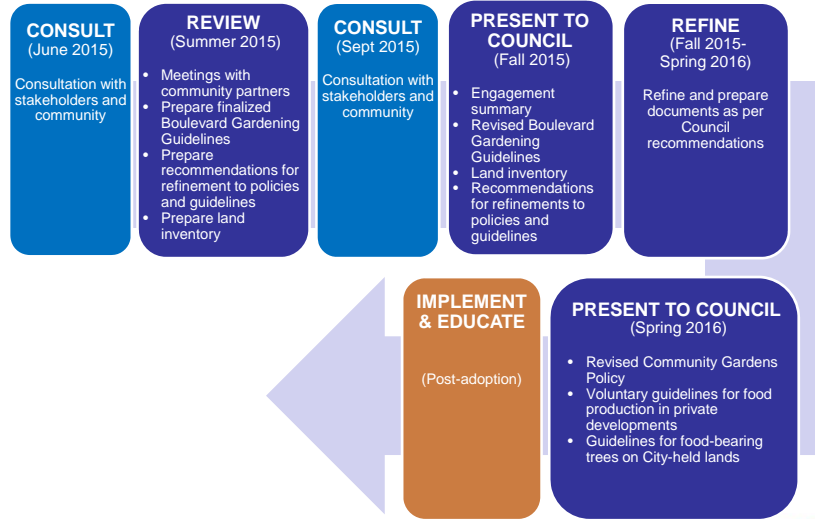 CONSULT
(June 2015)
Consultation with
stakeholders and
community
REVIEW
(Summer 2015)
• Meetings with
community partners
• Prepare finalized
Boulevard Gardening
Guidelines
• Prepare
recommendations for
refinement to policies
and guidelines
• Prepare land
inventory
CONSULT
(Sept 2015)
Consultation with
stakeholders and
community
PRESENT TO
COUNCIL
(Fall 2015)
• Engagement
summary
• Revised Boulevard
Gardening
Guidelines
• Land inventory
• Recommendations
for refinements to
policies and
guidelines
REFINE
(Fall 2015-
Spring 2016)
Refine and prepare
documents as per
Council
recommendations
PRESENT TO COUNCIL
(Spring 2016)
• Revised Community Gardens
Policy
• Voluntary guidelines for food
production in private
developments
• Guidelines for food-bearing
trees on City-held lands
IMPLEMENT
& EDUCATE
(Post-adoption)